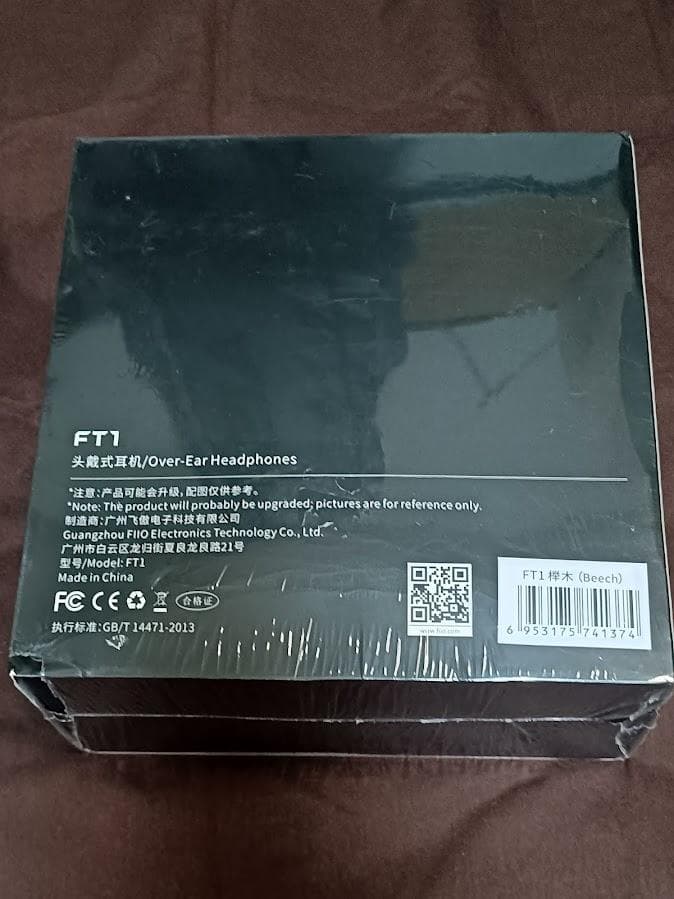 FT1
头戴式耳机/Over-Ear Headphones
*注意:产品可能会升级,配图仅供参考。
*Note: The product will probably be upgraded; pictures are for reference only.
制造商:广州飞傲电子科技有限公司
Guangzhou FIIO Electronics Technology Co., Ltd.
广州市白云区龙归街夏良龙良路21号
型号/Model: FT1
Made in China
FC CE 合格证
执行标准:GB/T 14471-2013
www.fiio.com
FT1 榉木 (Beech)
6 953175 741374